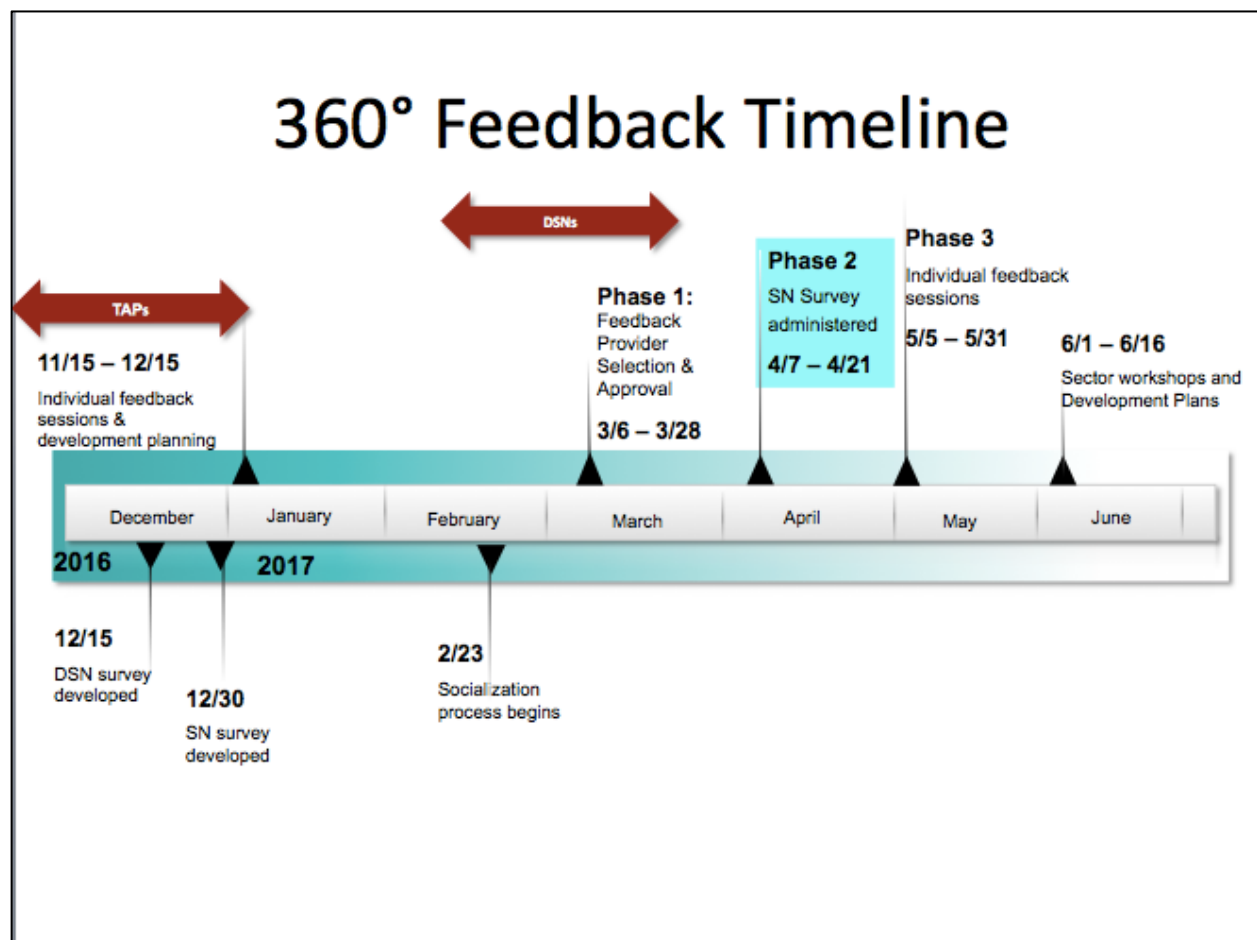 360° Feedback Timeline
DSNs
TAPs
11/15 – 12/15
Individual feedback
sessions &
development planning
Phase 1:
Feedback
Provider
Selection &
Approval
3/6 – 3/28
Phase 2
SN Survey
administered
4/7 – 4/21
Phase 3
Individual feedback
sessions
5/5 – 5/31
6/1 – 6/16
Sector workshops and
Development Plans
December
January
February
March
April
May
June
2016
2017
12/15
DSN survey
developed
12/30
SN survey
developed
2/23
Socialization
process begins